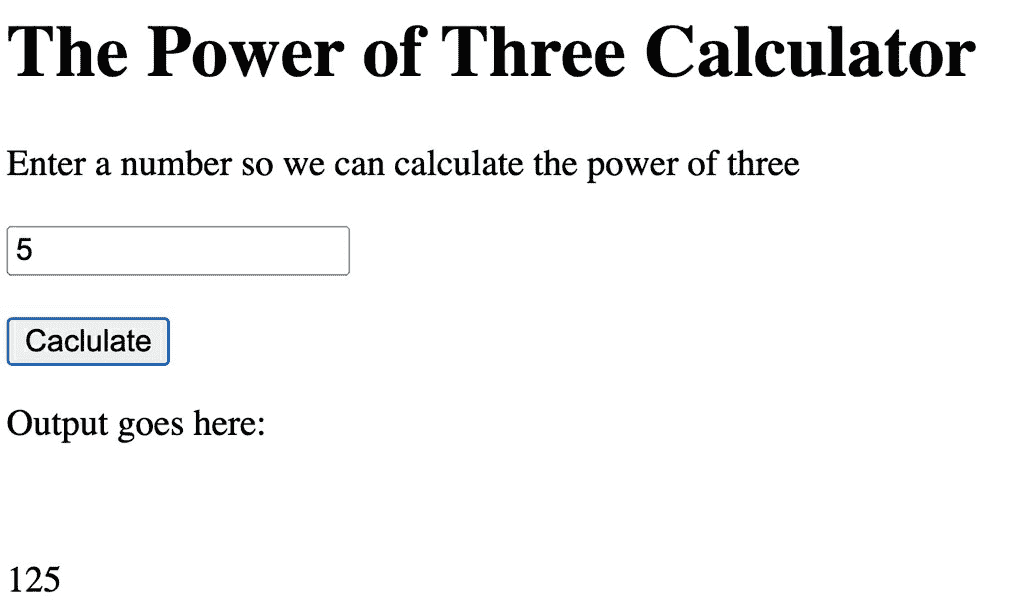 The Power of Three Calculator
Enter a number so we can calculate the power of three
5
Caclulate
Output goes here:
125